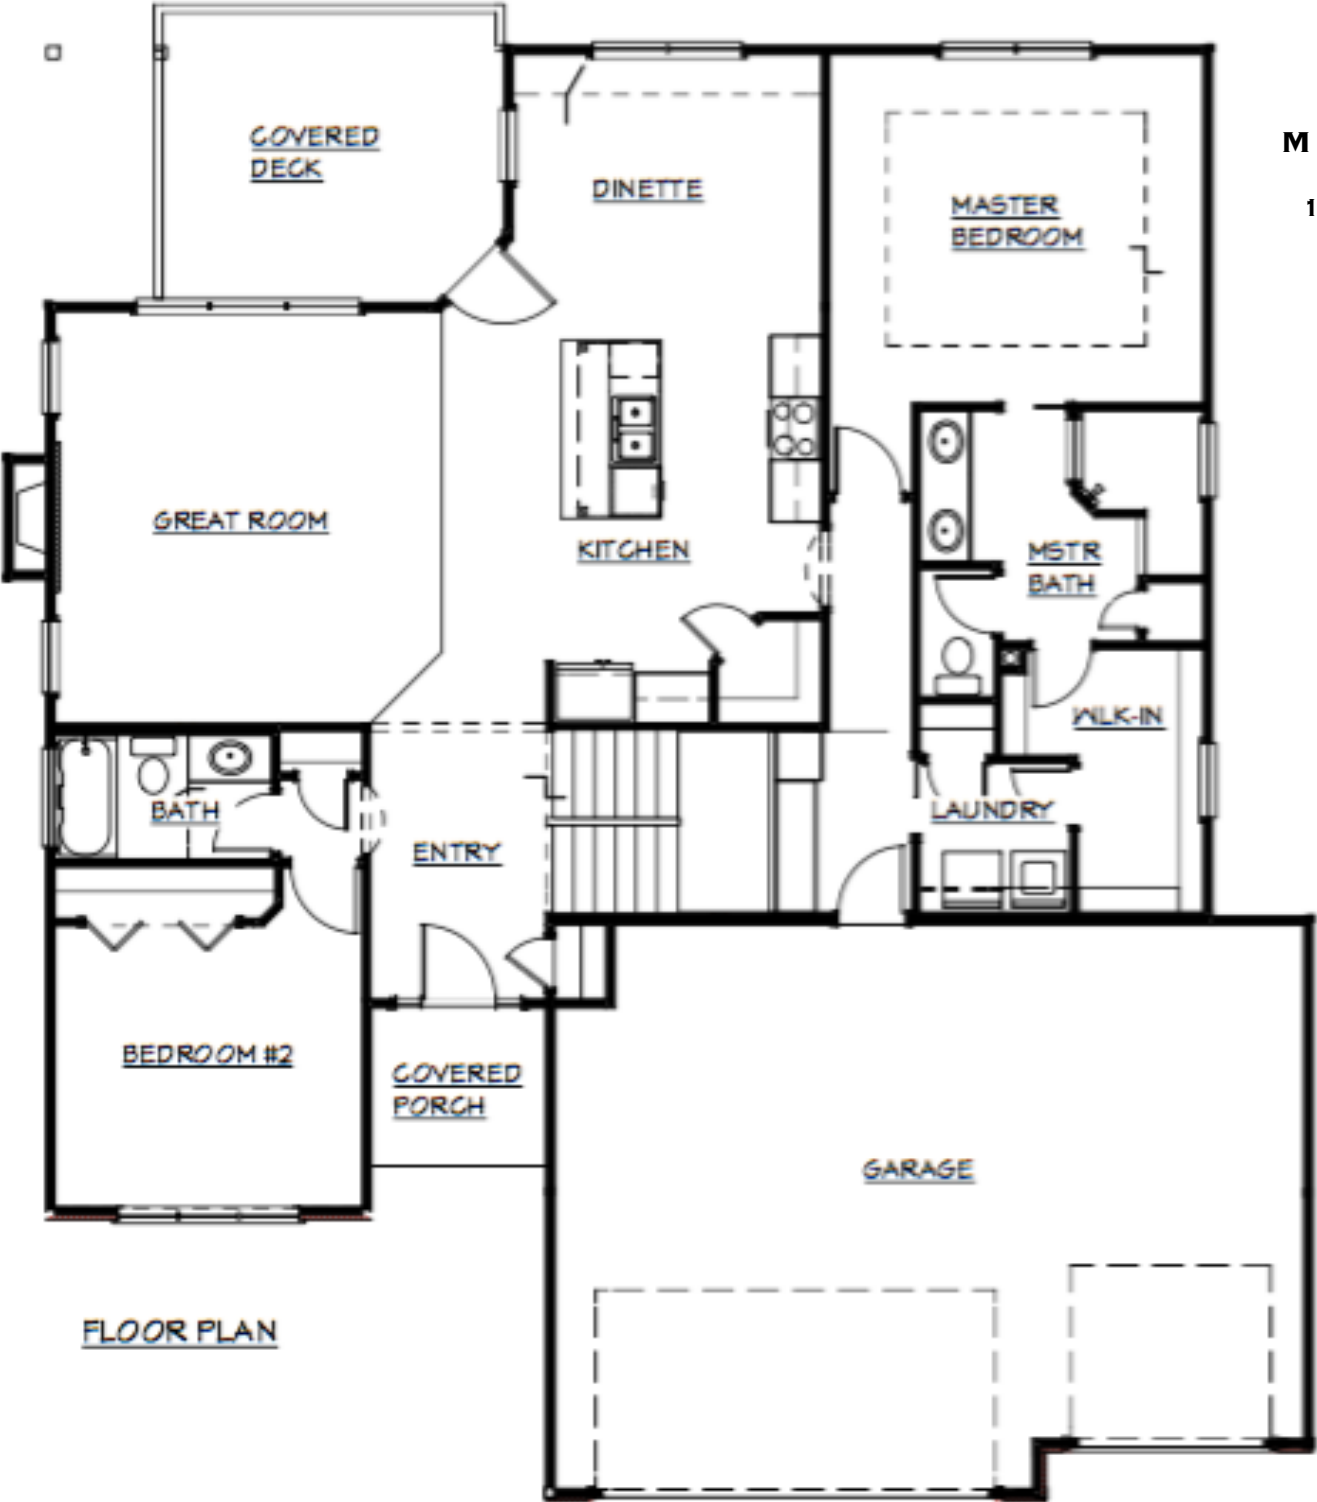 COVERED
DECK
DINETTE
MASTER
BEDROOM
M
1
GREAT ROOM
KITCHEN
MSTR
BATH
WLK-IN
BATH
ENTRY
LAUNDRY
BEDROOM #2
COVERED
PORCH
GARAGE
FLOOR PLAN